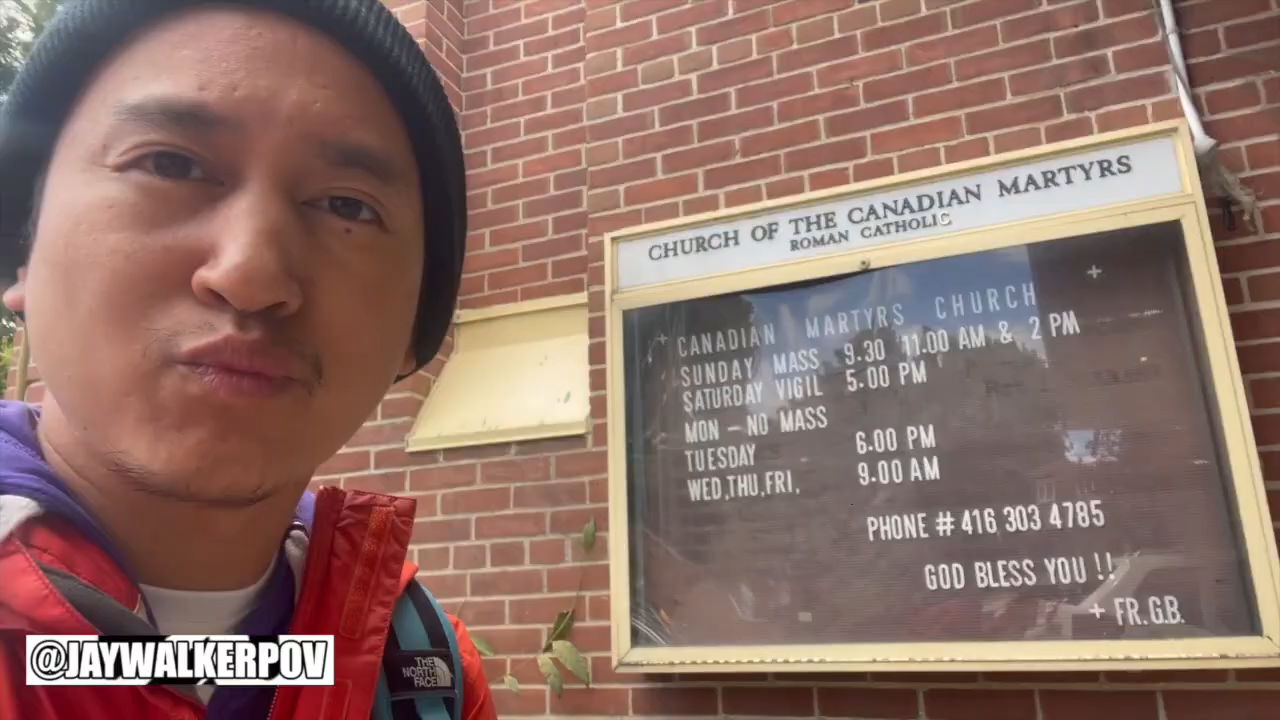 CHURCH OF THE CANADIAN MARTYRS
ROMAN CATHOLIC
CANADIAN MARTYRS CHURCH
SUNDAY MASS 9.30 11.00 AM & 2 PM
SATURDAY VIGIL 5.00 PM
MON - NO MASS
TUESDAY 6.00 PM
WED,THU,FRI, 9.00 AM
PHONE # 416 303 4785
GOD BLESS YOU !!
+ FR.G.B.
@JAYWALKERPOV
THE
NORTH
FACE